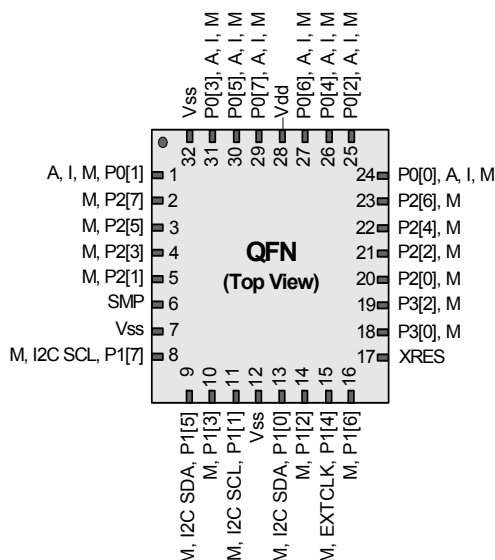 Vss
P0[3], A, I, M
P0[5], A, I, M
P0[7], A, I, M
Vdd
P0[6], A, I, M
P0[4], A, I, M
P0[2], A, I, M
32
31
30
29
28
27
26
25
A, I, M, P0[1] 1
M, P2[7] 2
M, P2[5] 3
M, P2[3] 4
M, P2[1] 5
SMP 6
Vss 7
M, I2C SCL, P1[7] 8
QFN
(Top View)
24 P0[0], A, I, M
23 P2[6], M
22 P2[4], M
21 P2[2], M
20 P2[0], M
19 P3[2], M
18 P3[0], M
17 XRES
9
10
11
12
13
14
15
16
M, I2C SDA, P1[5]
M, P1[3]
M, I2C SCL, P1[1]
Vss
M, I2C SDA, P1[0]
M, P1[2]
M, EXTCLK, P1[4]
M, P1[6]